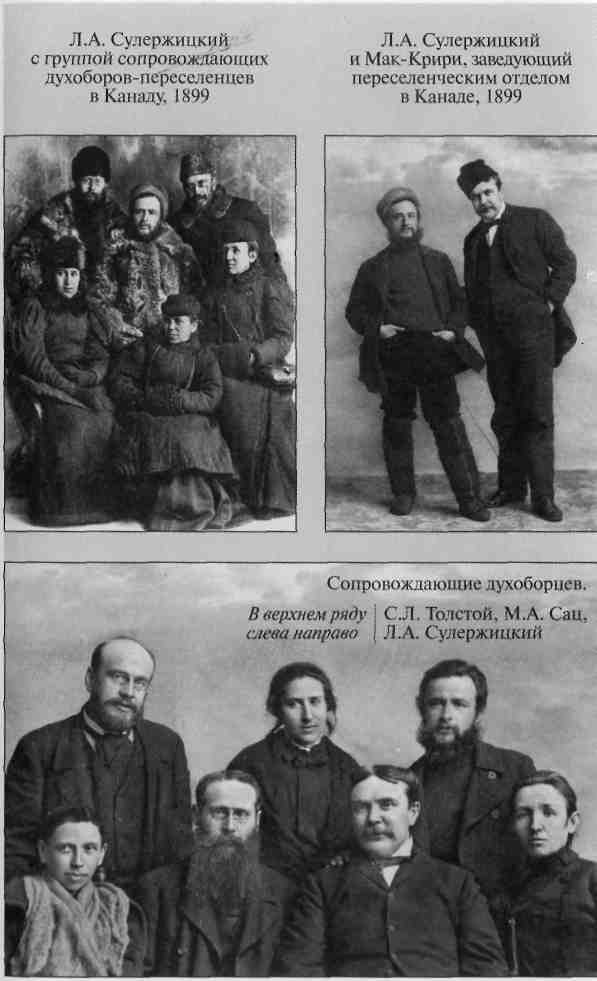 Л.А. Сулержицкий
с группой сопровождающих
духоборов-переселенцев
в Канаду, 1899
Л.А. Сулержицкий
и Мак-Крири, заведующий
переселенческим отделом
в Канаде, 1899
Сопровождающие духоборцев.
В верхнем ряду С.Л. Толстой, М.А. Сац,
слева направо Л.А. Сулержицкий